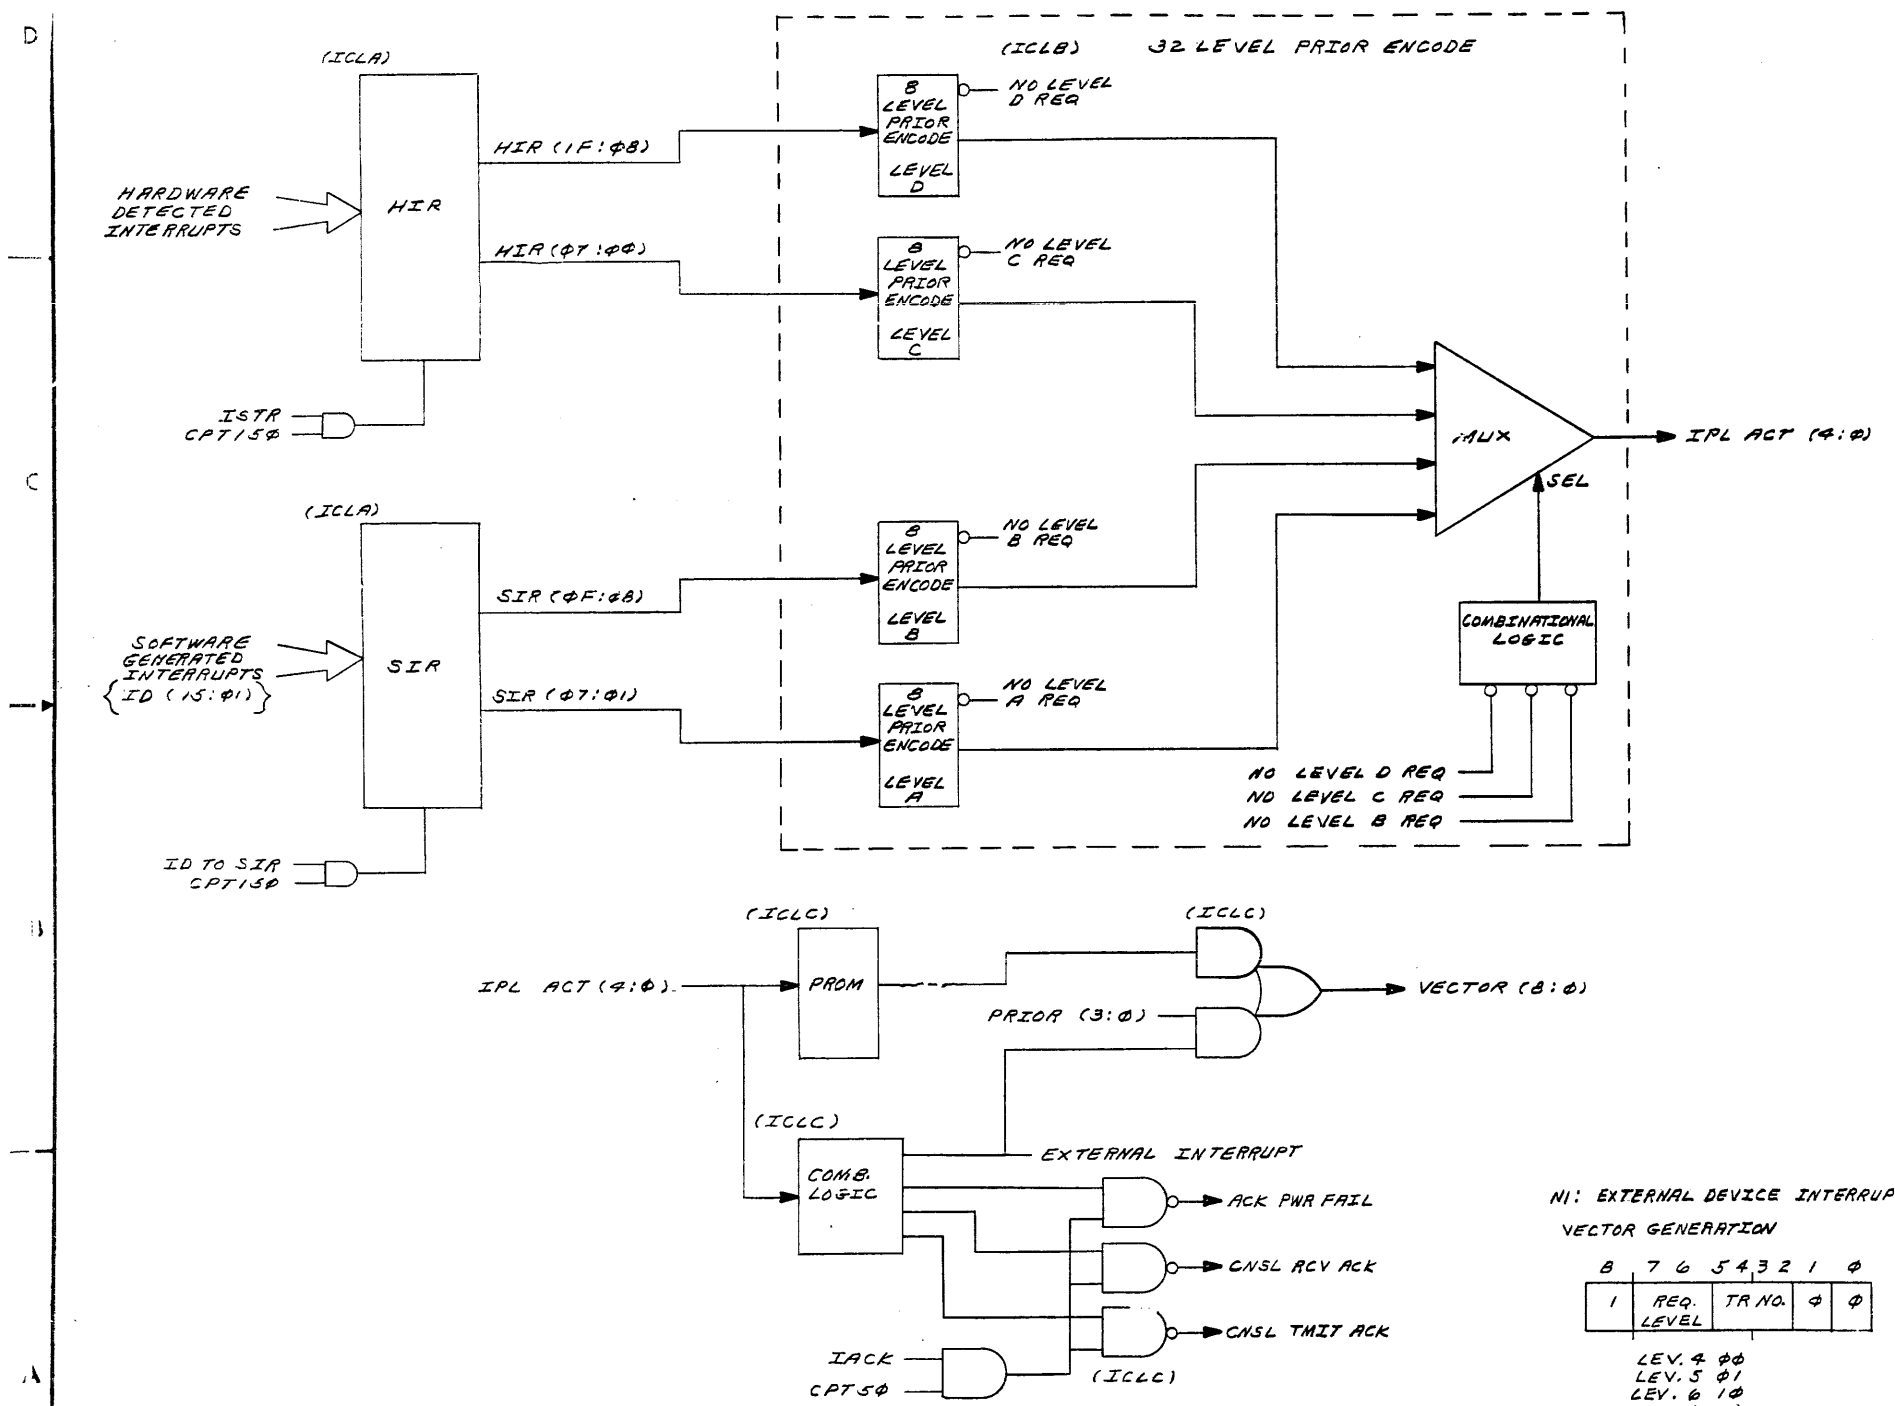 D
(ICLB) 32 LEVEL PRIOR ENCODE
(ICLA)
8
LEVEL
PRIOR
ENCODE
LEVEL
D
NO LEVEL
D REQ
HIR (1F:φ8)
HARDWARE
DETECTED
INTERRUPTS
HIR
HIR (φ7:φφ)
8
LEVEL
PRIOR
ENCODE
LEVEL
C
NO LEVEL
C REQ
ISTR
CPT15φ
MUX
IPL ACT (4:φ)
SEL
C
(ICLA)
8
LEVEL
PRIOR
ENCODE
LEVEL
B
NO LEVEL
B REQ
SIR (φF:φ8)
SOFTWARE
GENERATED
INTERRUPTS
{ID (15:φ1)}
SIR
SIR (φ7:φ1)
COMBINATIONAL
LOGIC
8
LEVEL
PRIOR
ENCODE
LEVEL
A
NO LEVEL
A REQ
NO LEVEL D REQ
NO LEVEL C REQ
NO LEVEL B REQ
ID TO SIR
CPT15φ
(ICLC)
(ICLC)
IPL ACT (4:φ)
PROM
PRIOR (3:φ)
VECTOR (8:φ)
(ICLC)
COMB.
LOGIC
EXTERNAL INTERRUPT
ACK PWR FAIL
CNSL RCV ACK
CNSL TMIT ACK
IACK
CPT5φ
(ICLC)
A
N1: EXTERNAL DEVICE INTERRUP
VECTOR GENERATION
8 7 6 5 4 3 2 1 φ
1 REQ. LEVEL TR NO. φ φ
LEV. 4 φφ
LEV. 5 φ1
LEV. 6 1φ